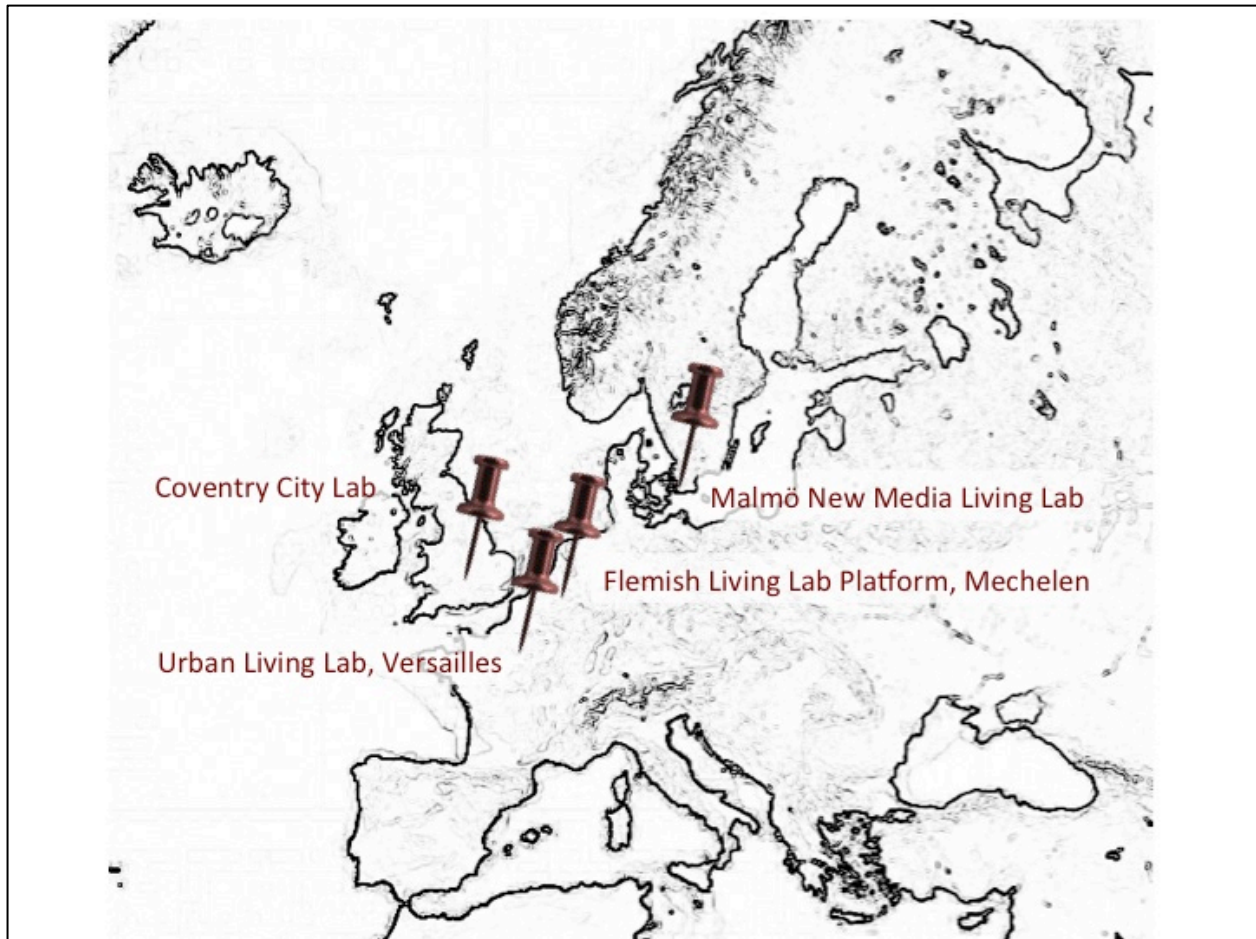 Coventry City Lab
Malmö New Media Living Lab
Flemish Living Lab Platform, Mechelen
Urban Living Lab, Versailles